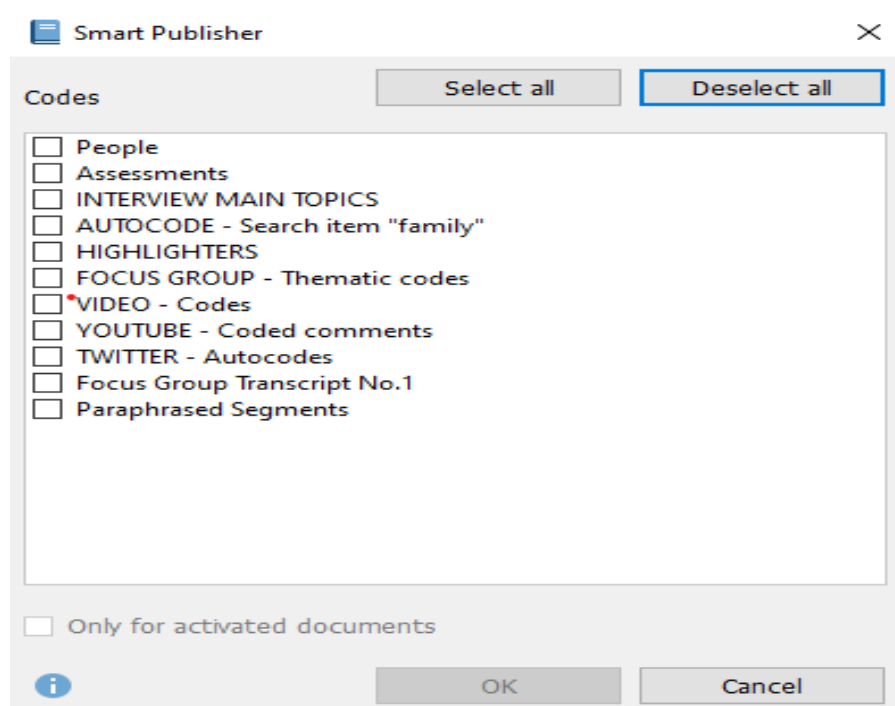 Smart Publisher
Codes
Select all
Deselect all
People
Assessments
INTERVIEW MAIN TOPICS
AUTOCODE - Search item "family"
HIGHLIGHTERS
FOCUS GROUP - Thematic codes
VIDEO - Codes
YOUTUBE - Coded comments
TWITTER - Autocodes
Focus Group Transcript No.1
Paraphrased Segments
Only for activated documents
OK
Cancel